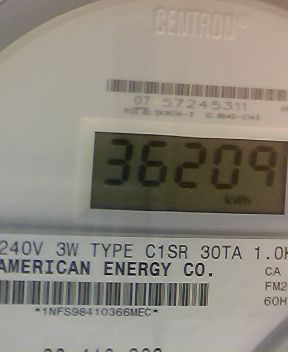 CENTRON®
07 57245311
36209
kWh
240V 3W TYPE C1SR 30TA 1.0K
AMERICAN ENERGY CO.
CA
FM2
60H
*1NFS98410366MEC*